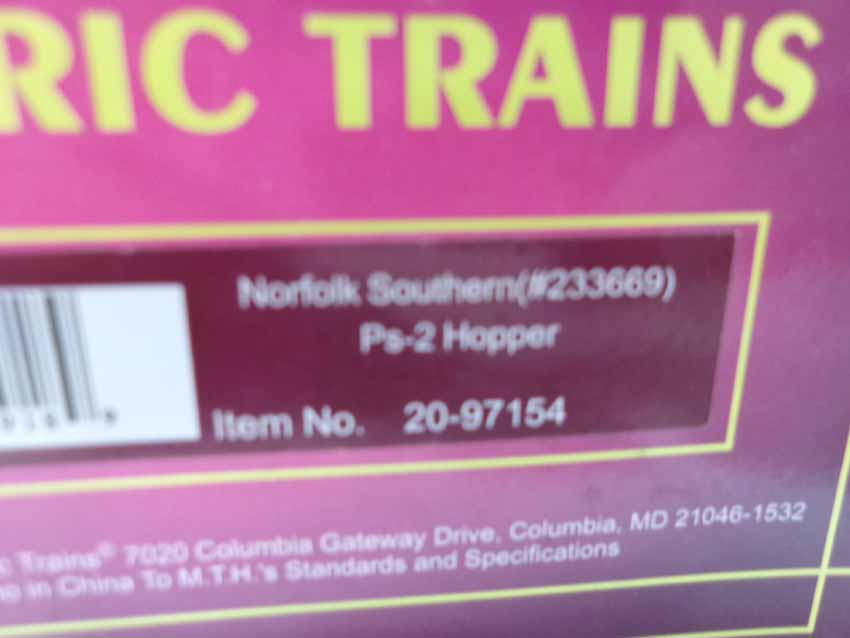 RIC TRAINS
Norfolk Southern(#233669)
Ps-2 Hopper
Item No. 20-97154
ic Trains® 7020 Columbia Gateway Drive, Columbia, MD 21046-1532
in China To M.T.H.'s Standards and Specifications